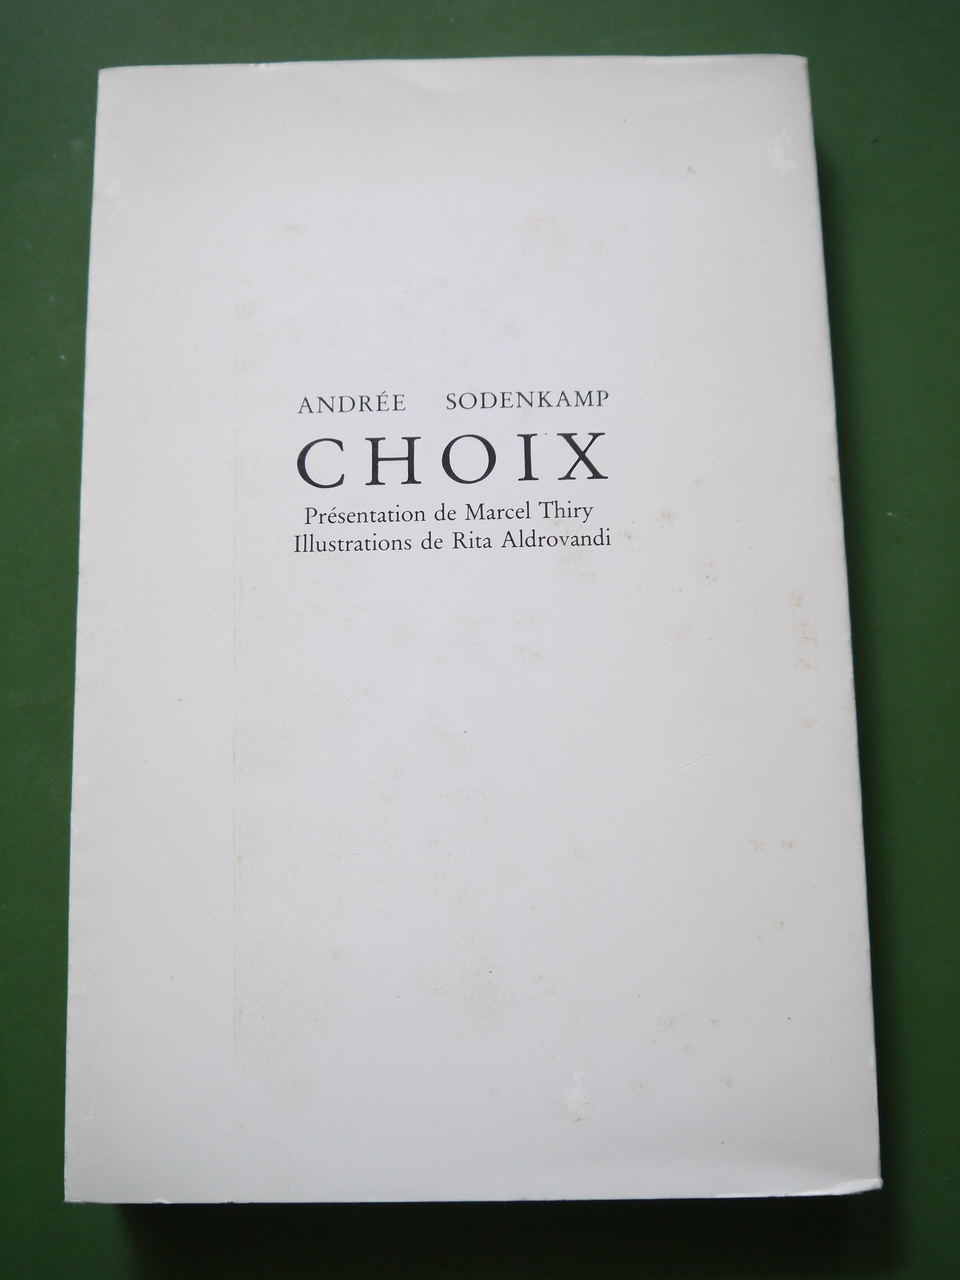 ANDRÉE SODENKAMP
CHOIX
Présentation de Marcel Thiry
Illustrations de Rita Aldrovandi